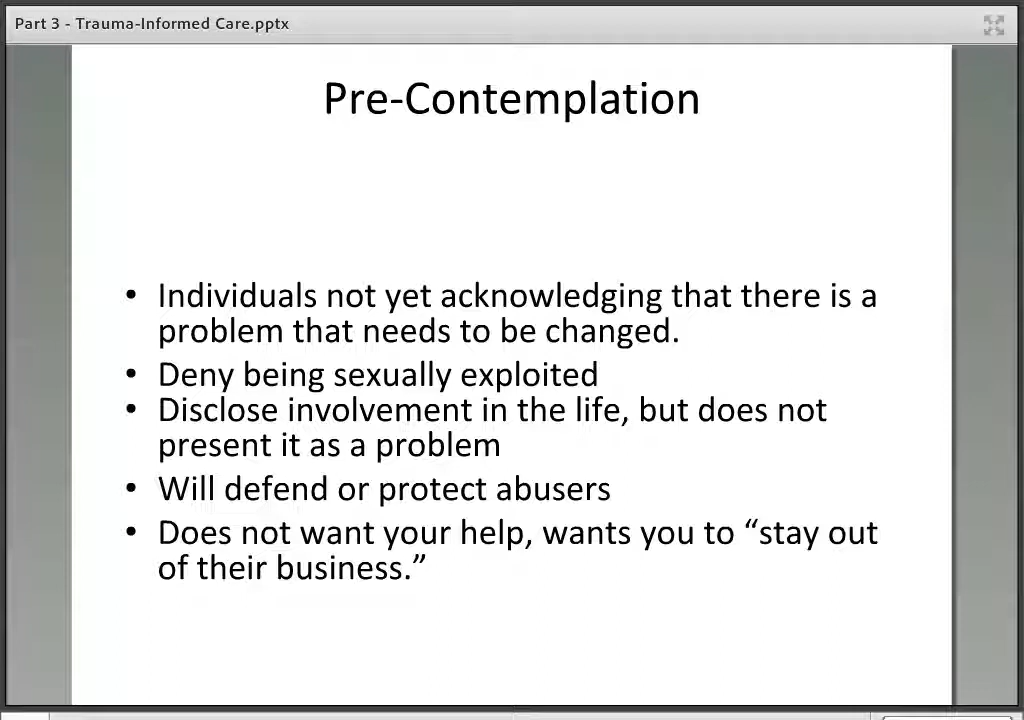 Part 3 - Trauma-Informed Care.pptx
Pre-Contemplation
• Individuals not yet acknowledging that there is a
problem that needs to be changed.
• Deny being sexually exploited
• Disclose involvement in the life, but does not
present it as a problem
• Will defend or protect abusers
• Does not want your help, wants you to “stay out
of their business.”